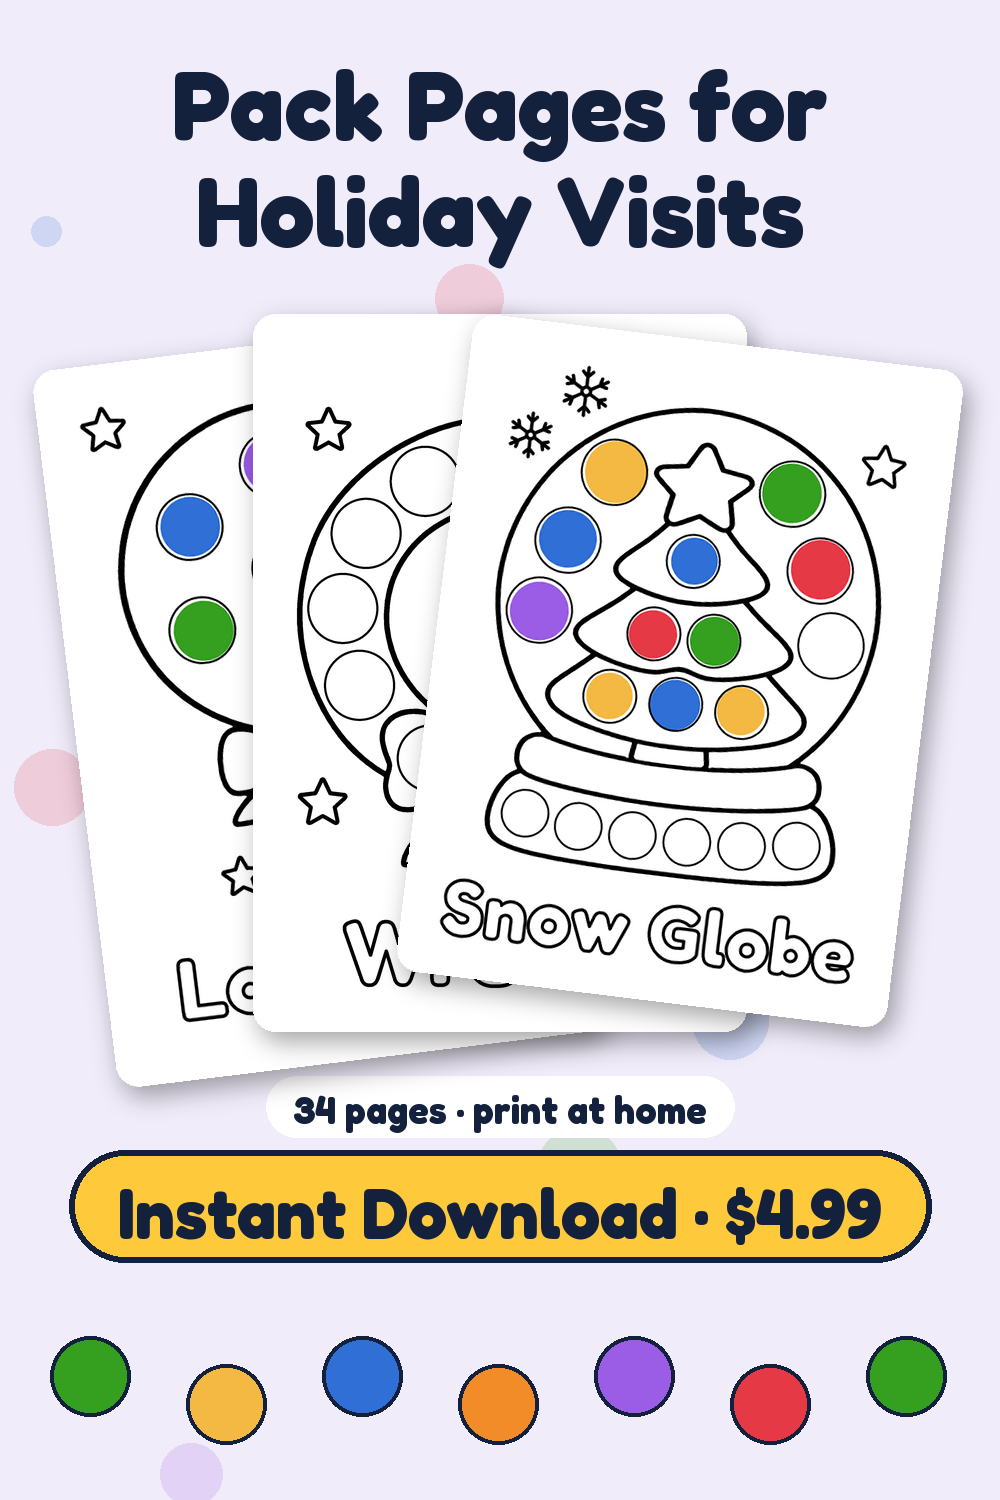 Pack Pages for
Holiday Visits
Snow Globe
34 pages · print at home
Instant Download · $4.99